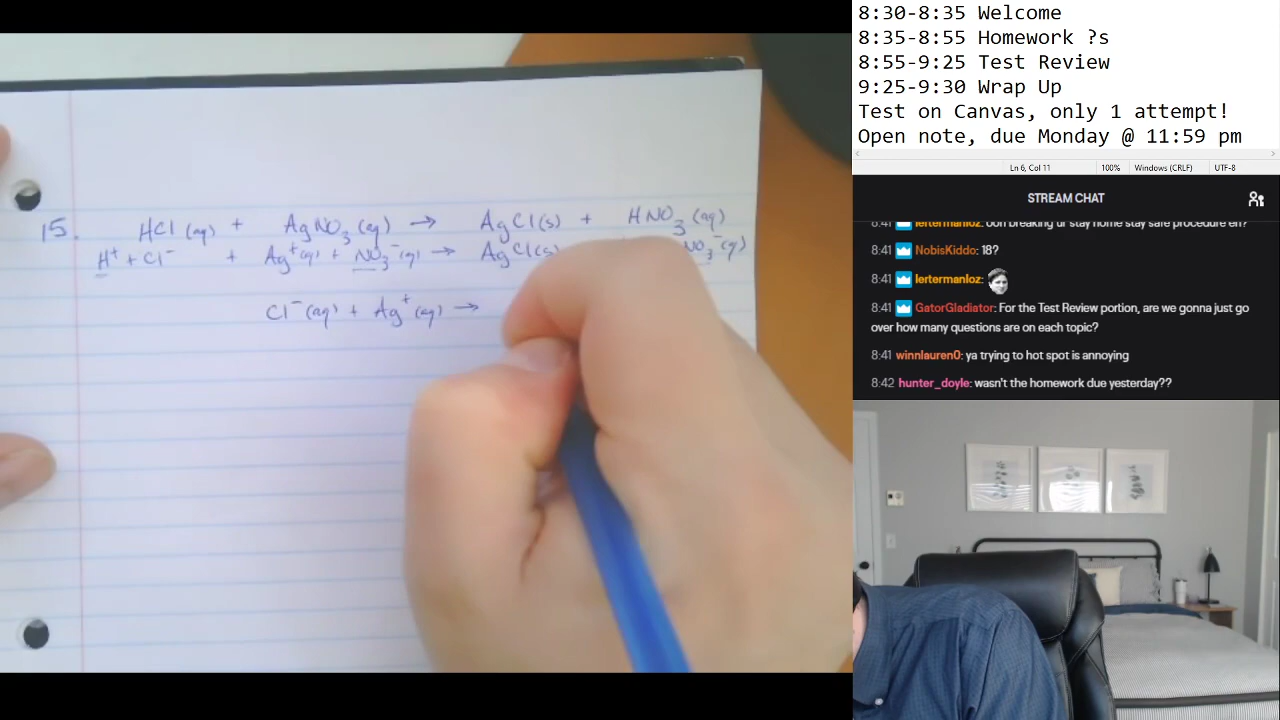 15. HCl (aq + AgNO₃ (aq) → AgCl(s) + HNO₃ (aq)
H⁺ + Cl⁻ + Ag⁺(aq) + NO₃⁻(aq) → AgCl(s) NO₃⁻(aq)
Cl⁻(aq) + Ag⁺(aq) →
8:30-8:35 Welcome
8:35-8:55 Homework ?s
8:55-9:25 Test Review
9:25-9:30 Wrap Up
Test on Canvas, only 1 attempt!
Open note, due Monday @ 11:59 pm
Ln 6, Col 11 100% Windows (CRLF) UTF-8
STREAM CHAT
8:41 NobisKiddo: 18?
8:41 lertermanloz:
8:41 GatorGladiator: For the Test Review portion, are we gonna just go
over how many questions are on each topic?
8:41 winnlauren0: ya trying to hot spot is annoying
8:42 hunter_doyle: wasn't the homework due yesterday??